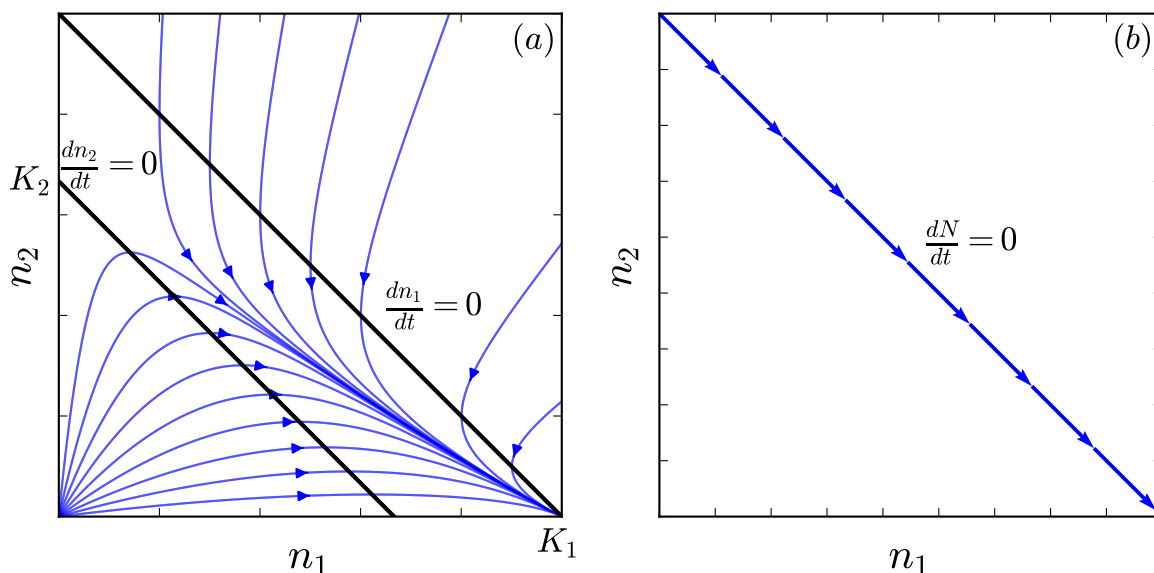 (a)
dn₂/dt = 0
K₂
n₂
dn₁/dt = 0
K₁
n₁
(b)
dN/dt = 0
n₂
n₁